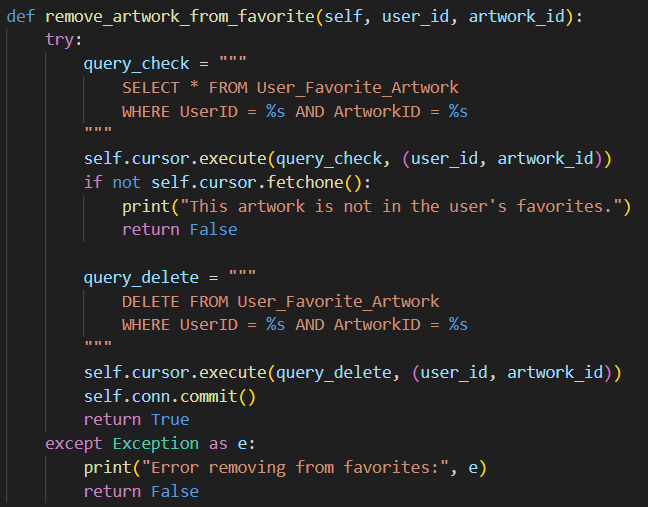 def remove_artwork_from_favorite(self, user_id, artwork_id):
    try:
        query_check = """
            SELECT * FROM User_Favorite_Artwork
            WHERE UserID = %s AND ArtworkID = %s
        """
        self.cursor.execute(query_check, (user_id, artwork_id))
        if not self.cursor.fetchone():
            print("This artwork is not in the user's favorites.")
            return False

        query_delete = """
            DELETE FROM User_Favorite_Artwork
            WHERE UserID = %s AND ArtworkID = %s
        """
        self.cursor.execute(query_delete, (user_id, artwork_id))
        self.conn.commit()
        return True
    except Exception as e:
        print("Error removing from favorites:", e)
        return False